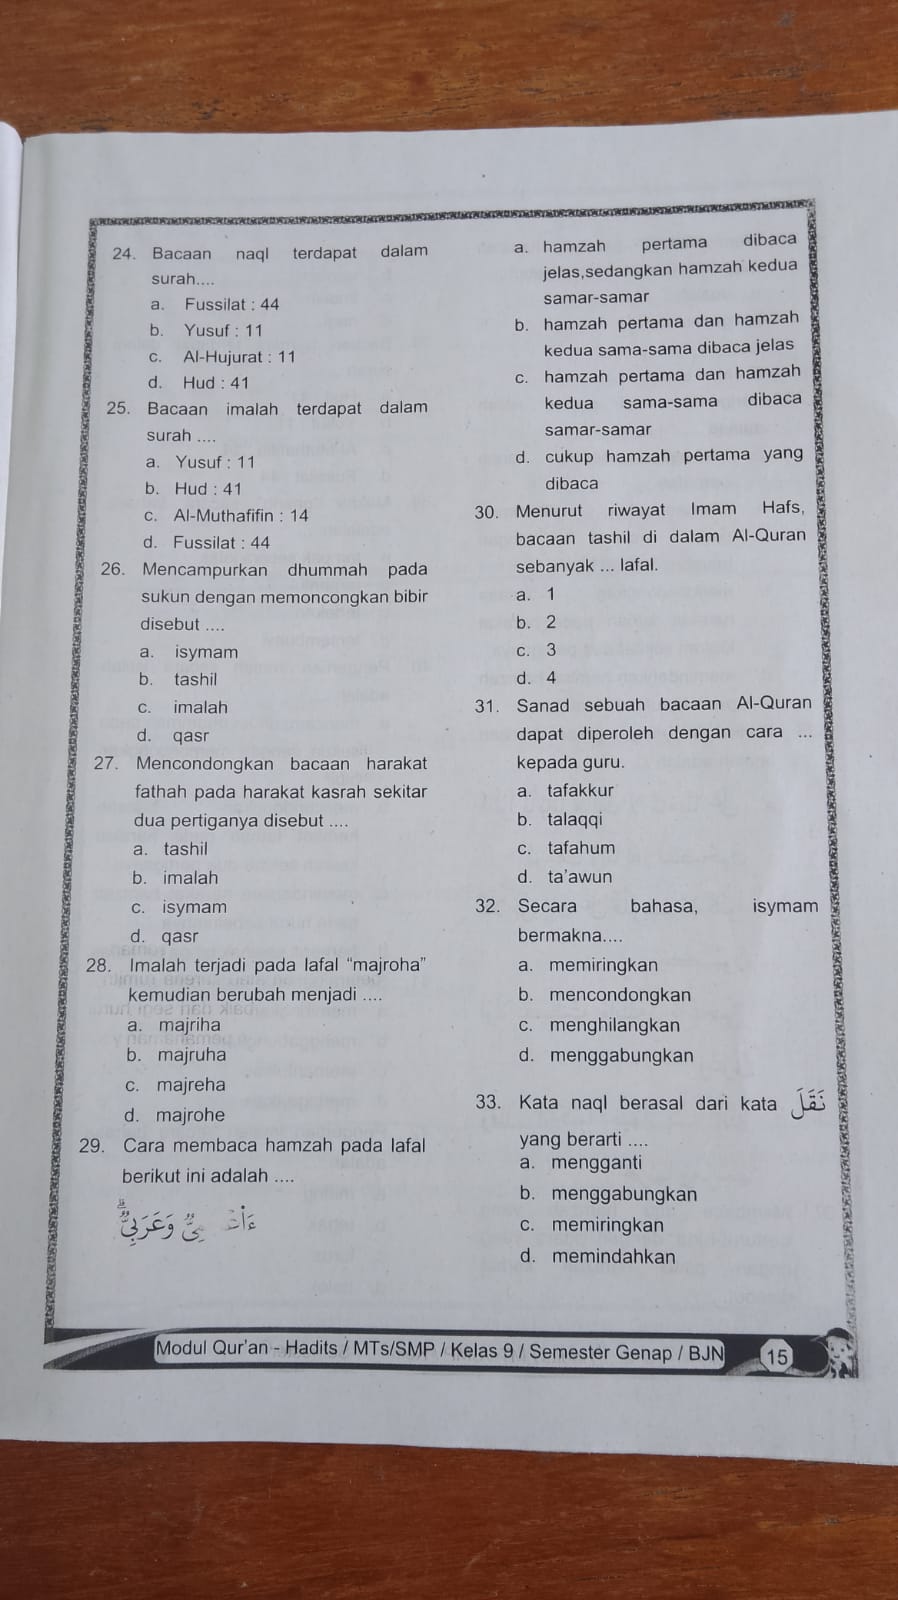 24. Bacaan naql terdapat dalam
surah....
a. Fussilat : 44
b. Yusuf : 11
c. Al-Hujurat : 11
d. Hud : 41
25. Bacaan imalah terdapat dalam
surah ....
a. Yusuf : 11
b. Hud : 41
c. Al-Muthafifin : 14
d. Fussilat : 44
26. Mencampurkan dhummah pada
sukun dengan memoncongkan bibir
disebut ....
a. isymam
b. tashil
c. imalah
d. qasr
27. Mencondongkan bacaan harakat
fathah pada harakat kasrah sekitar
dua pertiganya disebut ....
a. tashil
b. imalah
c. isymam
d. qasr
28. Imalah terjadi pada lafal “majroha”
kemudian berubah menjadi ....
a. majriha
b. majruha
c. majreha
d. majrohe
29. Cara membaca hamzah pada lafal
berikut ini adalah ....
وَعَرَبِيٌّ
a. hamzah pertama dibaca
jelas,sedangkan hamzah kedua
samar-samar
b. hamzah pertama dan hamzah
kedua sama-sama dibaca jelas
c. hamzah pertama dan hamzah
kedua sama-sama dibaca
samar-samar
d. cukup hamzah pertama yang
dibaca
30. Menurut riwayat Imam Hafs,
bacaan tashil di dalam Al-Quran
sebanyak ... lafal.
a. 1
b. 2
c. 3
d. 4
31. Sanad sebuah bacaan Al-Quran
dapat diperoleh dengan cara ...
kepada guru.
a. tafakkur
b. talaqqi
c. tafahum
d. ta'awun
32. Secara bahasa, isymam
bermakna....
a. memiringkan
b. mencondongkan
c. menghilangkan
d. menggabungkan
33. Kata naql berasal dari kata نَقَلَ
yang berarti ....
a. mengganti
b. menggabungkan
c. memiringkan
d. memindahkan
Modul Qur'an - Hadits / MTs/SMP / Kelas 9 / Semester Genap / BJN 15